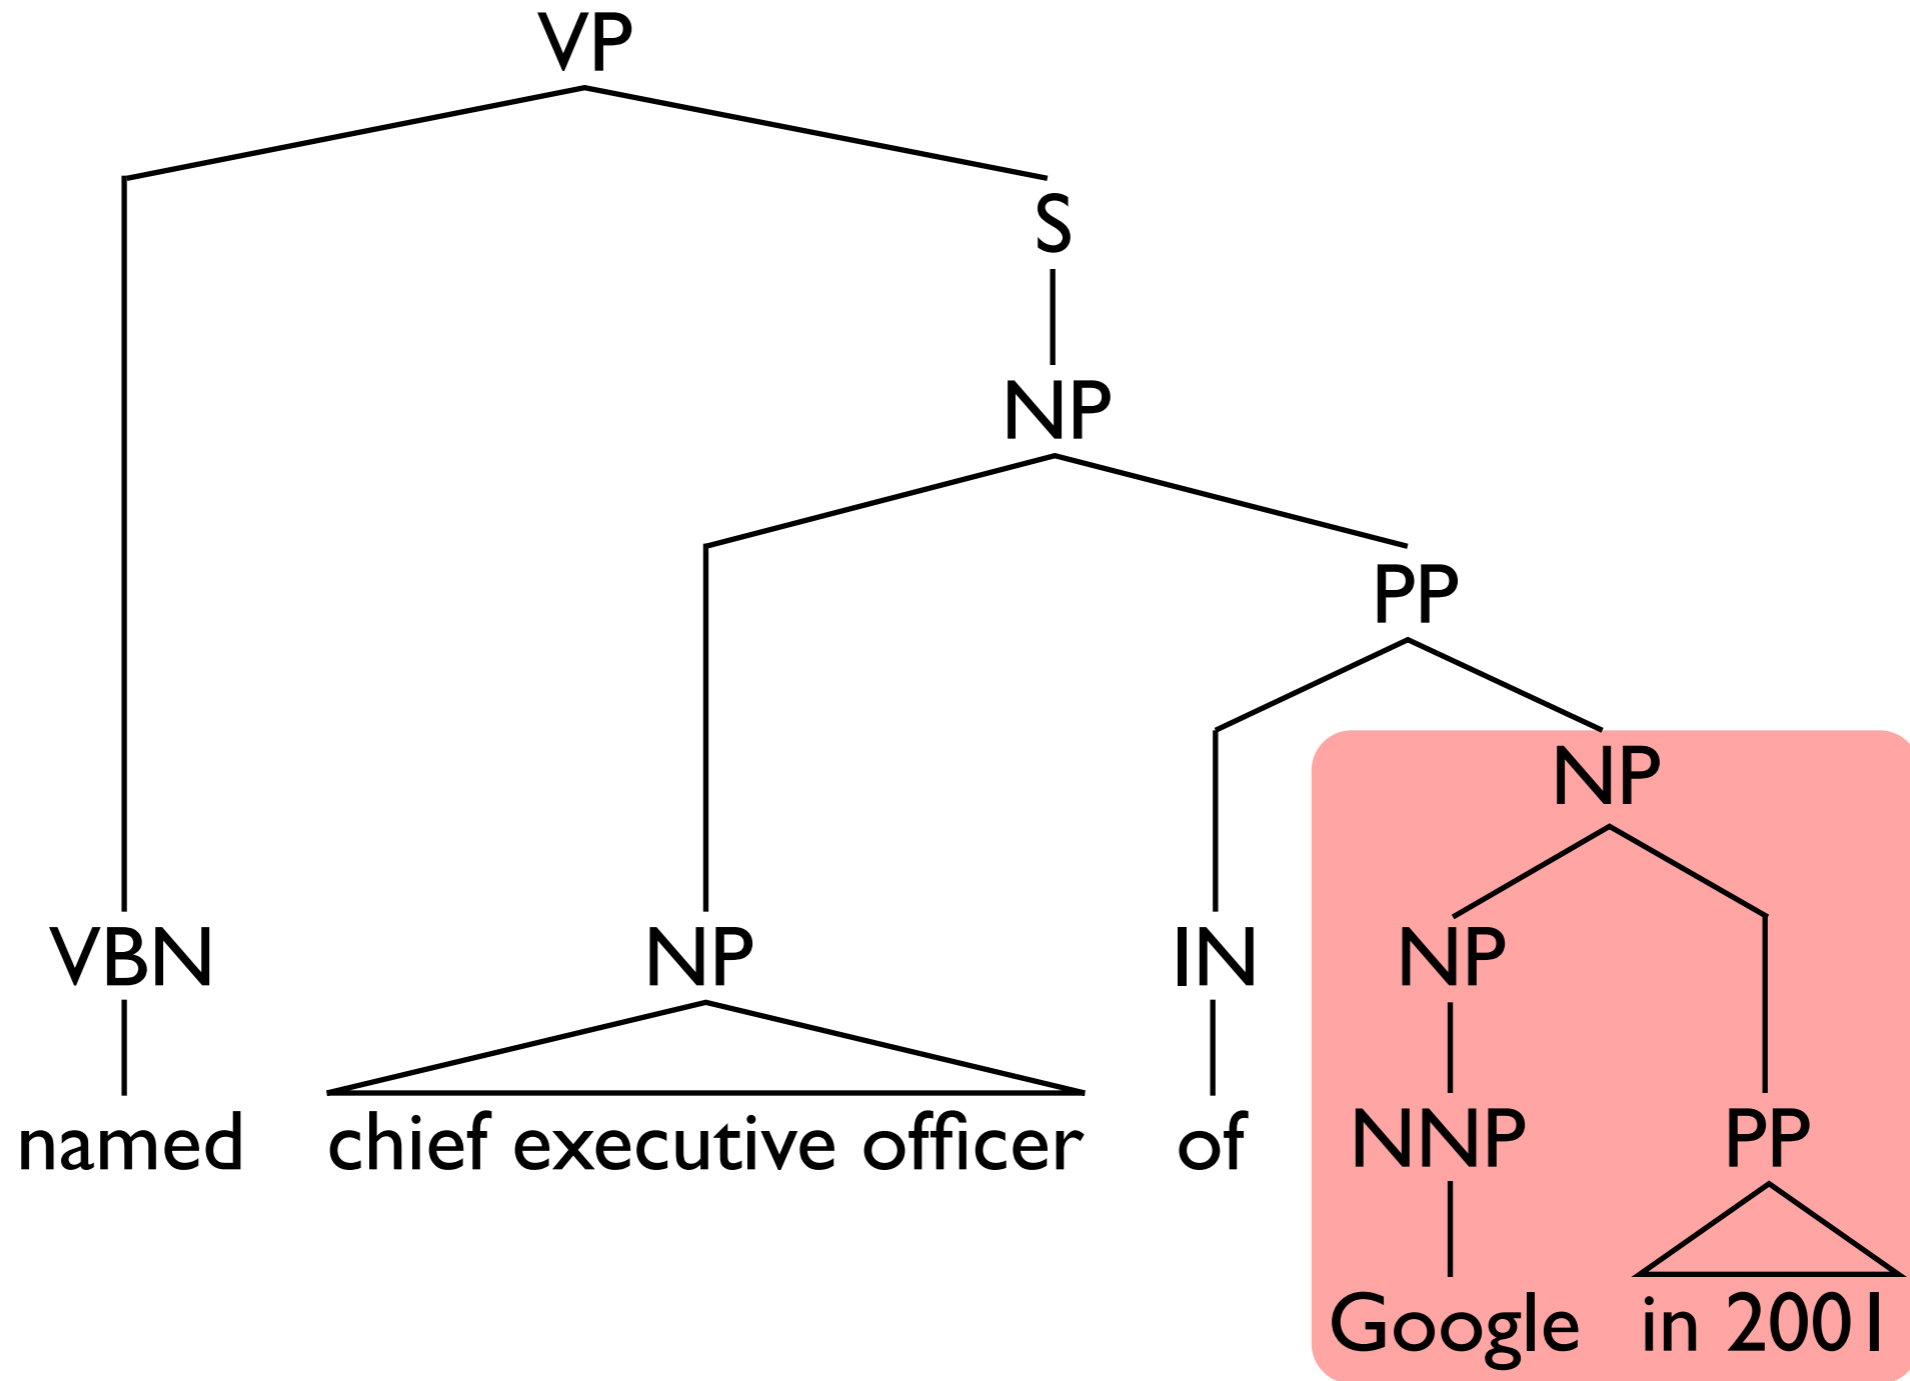 VP
S
NP
PP
NP
VBN NP IN NP
named chief executive officer of NNP PP
Google in 2001